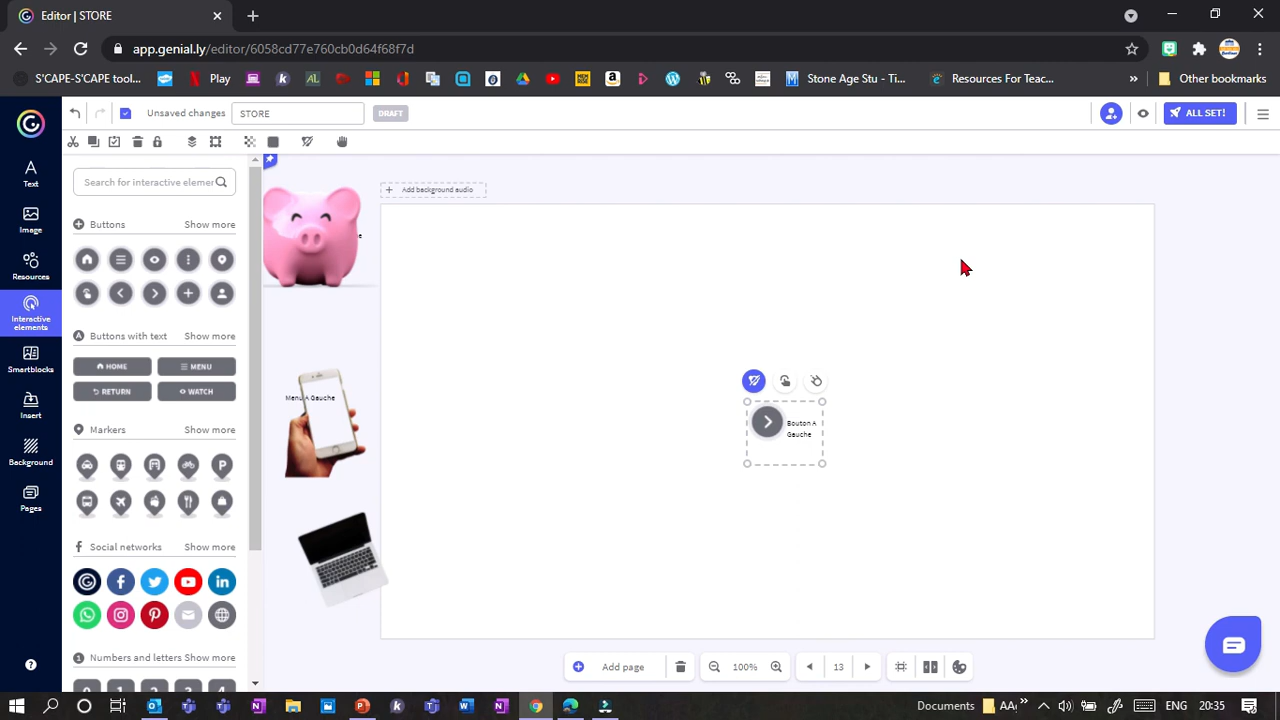 Editor | STORE
app.genial.ly/editor/6058cd77e760cb0d64f68f7d
S'CAPE-S'CAPE tool...
Play
AL
Stone Age Stu - Ti...
Resources For Teac...
»
Other bookmarks
Unsaved changes
STORE
DRAFT
ALL SET!
Text
Image
Resources
Interactive
elements
Smartblocks
Insert
Background
Pages
Search for interactive elemer
Buttons Show more
Buttons with text Show more
HOME
MENU
RETURN
WATCH
Markers Show more
P
Social networks Show more
Numbers and letters Show more
Add background audio
Menu A Gauche
Bouton A
Gauche
Add page
100%
13
Documents
AA
»
ENG
20:35